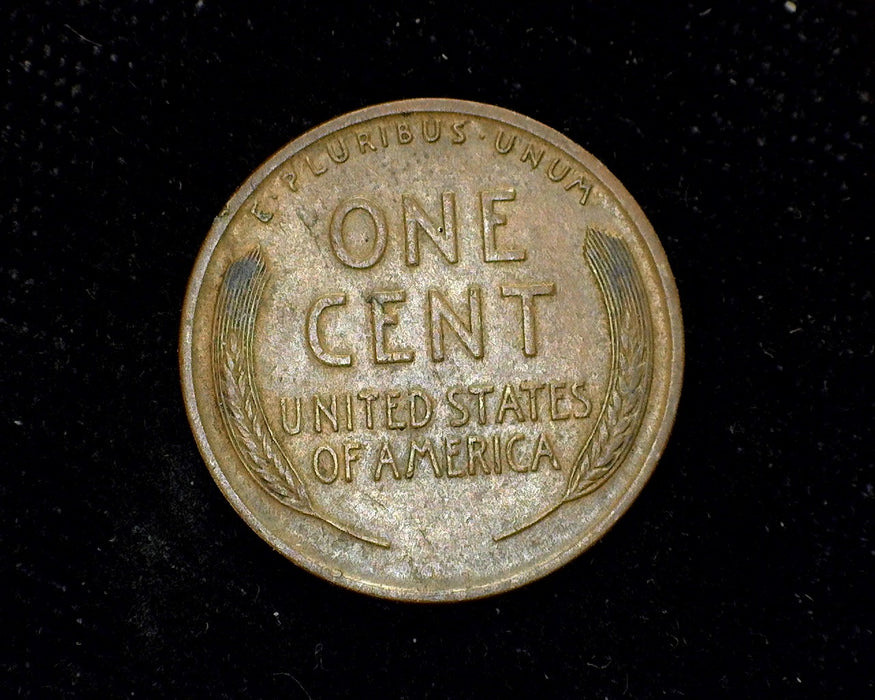 E·PLURIBUS·UNUM
ONE
CENT
UNITED STATES
OF AMERICA